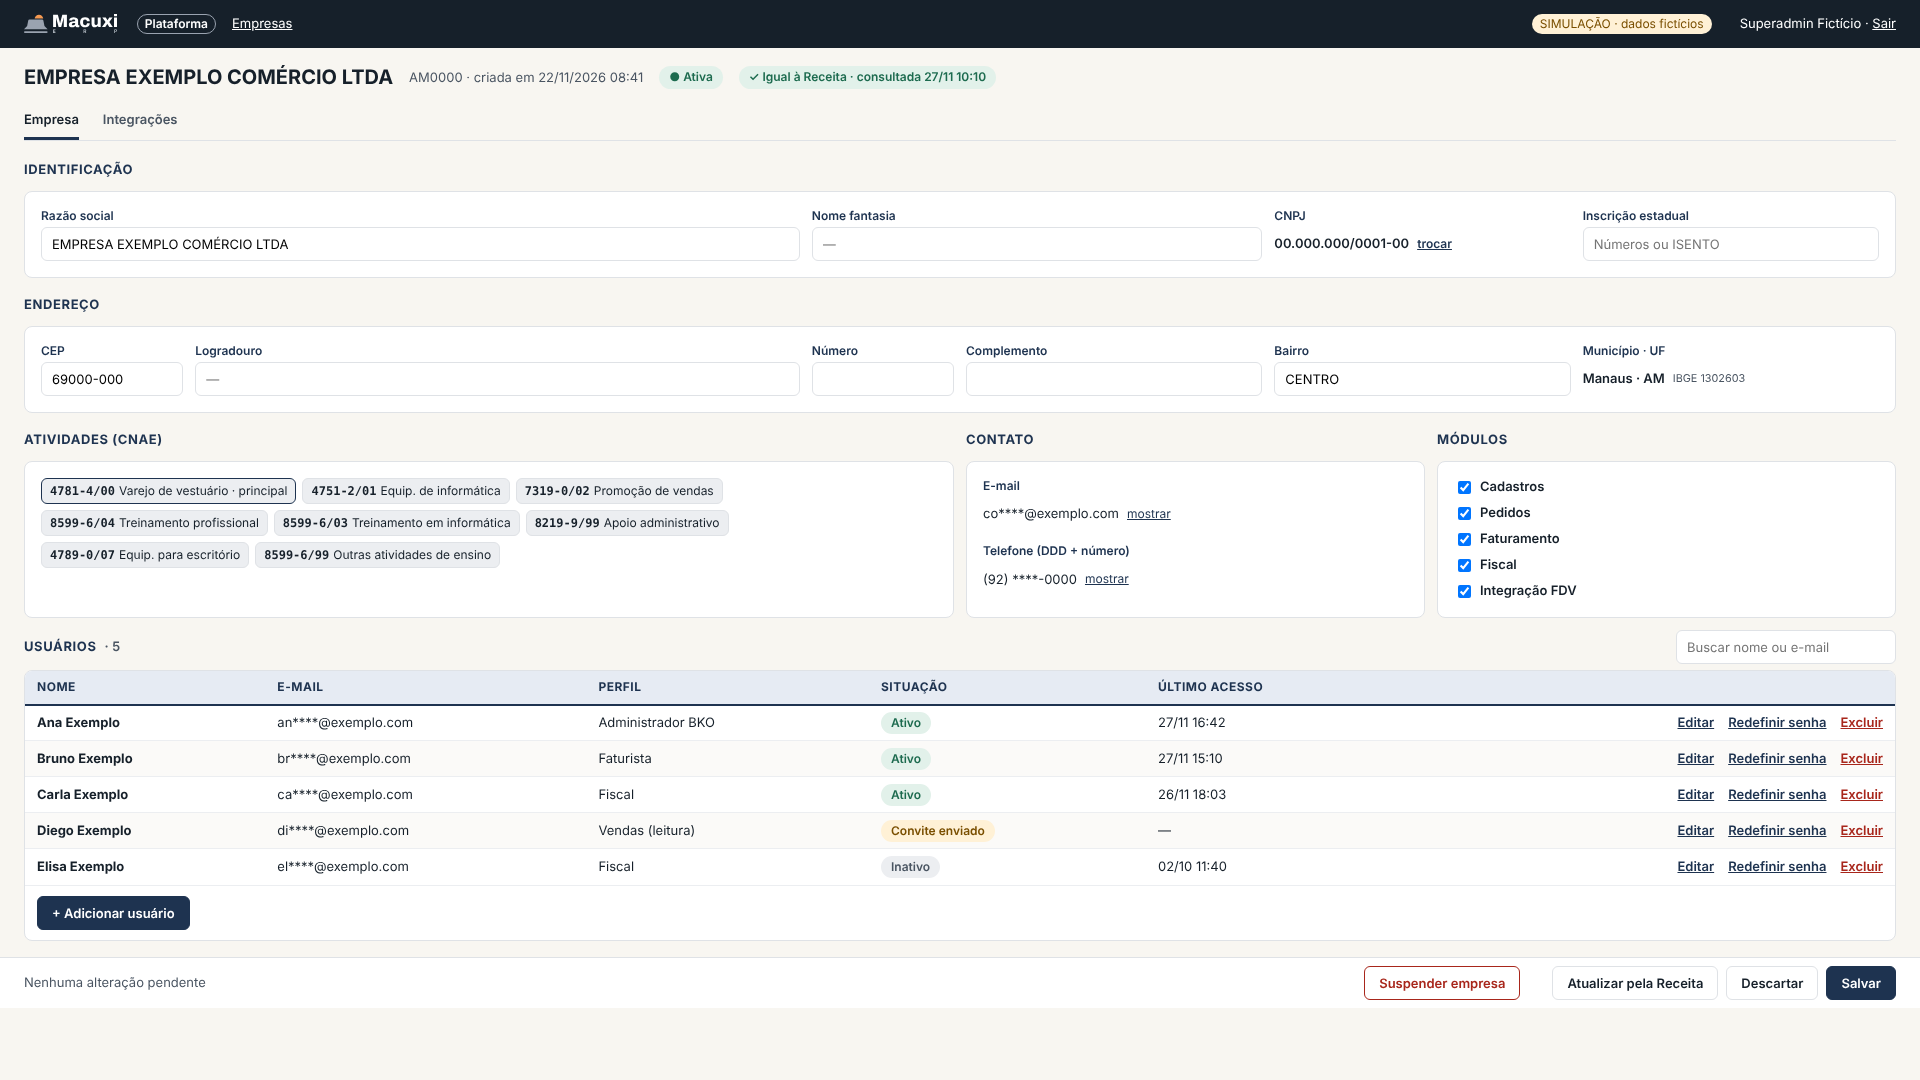 Macuxi
ERP
Plataforma
Empresas
SIMULAÇÃO · dados fictícios
Superadmin Fictício · Sair
EMPRESA EXEMPLO COMÉRCIO LTDA
AM0000 · criada em 22/11/2026 08:41
● Ativa
✓ Igual à Receita · consultada 27/11 10:10
Empresa
Integrações
IDENTIFICAÇÃO
Razão social
Nome fantasia
CNPJ
Inscrição estadual
EMPRESA EXEMPLO COMÉRCIO LTDA
—
00.000.000/0001-00 trocar
Números ou ISENTO
ENDEREÇO
CEP
Logradouro
Número
Complemento
Bairro
Município · UF
69000-000
—
CENTRO
Manaus · AM IBGE 1302603
ATIVIDADES (CNAE)
4781-4/00 Varejo de vestuário · principal
4751-2/01 Equip. de informática
7319-0/02 Promoção de vendas
8599-6/04 Treinamento profissional
8599-6/03 Treinamento em informática
8219-9/99 Apoio administrativo
4789-0/07 Equip. para escritório
8599-6/99 Outras atividades de ensino
CONTATO
E-mail
co****@exemplo.com mostrar
Telefone (DDD + número)
(92) ****-0000 mostrar
MÓDULOS
Cadastros
Pedidos
Faturamento
Fiscal
Integração FDV
USUÁRIOS · 5
Buscar nome ou e-mail
NOME E-MAIL PERFIL SITUAÇÃO ÚLTIMO ACESSO
Ana Exemplo an****@exemplo.com Administrador BKO Ativo 27/11 16:42 Editar Redefinir senha Excluir
Bruno Exemplo br****@exemplo.com Faturista Ativo 27/11 15:10 Editar Redefinir senha Excluir
Carla Exemplo ca****@exemplo.com Fiscal Ativo 26/11 18:03 Editar Redefinir senha Excluir
Diego Exemplo di****@exemplo.com Vendas (leitura) Convite enviado — Editar Redefinir senha Excluir
Elisa Exemplo el****@exemplo.com Fiscal Inativo 02/10 11:40 Editar Redefinir senha Excluir
+ Adicionar usuário
Nenhuma alteração pendente
Suspender empresa
Atualizar pela Receita
Descartar
Salvar